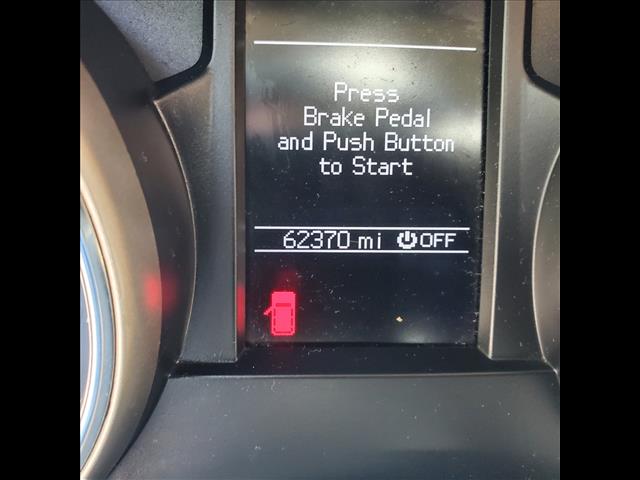 Press
Brake Pedal
and Push Button
to Start
62370 mi OFF